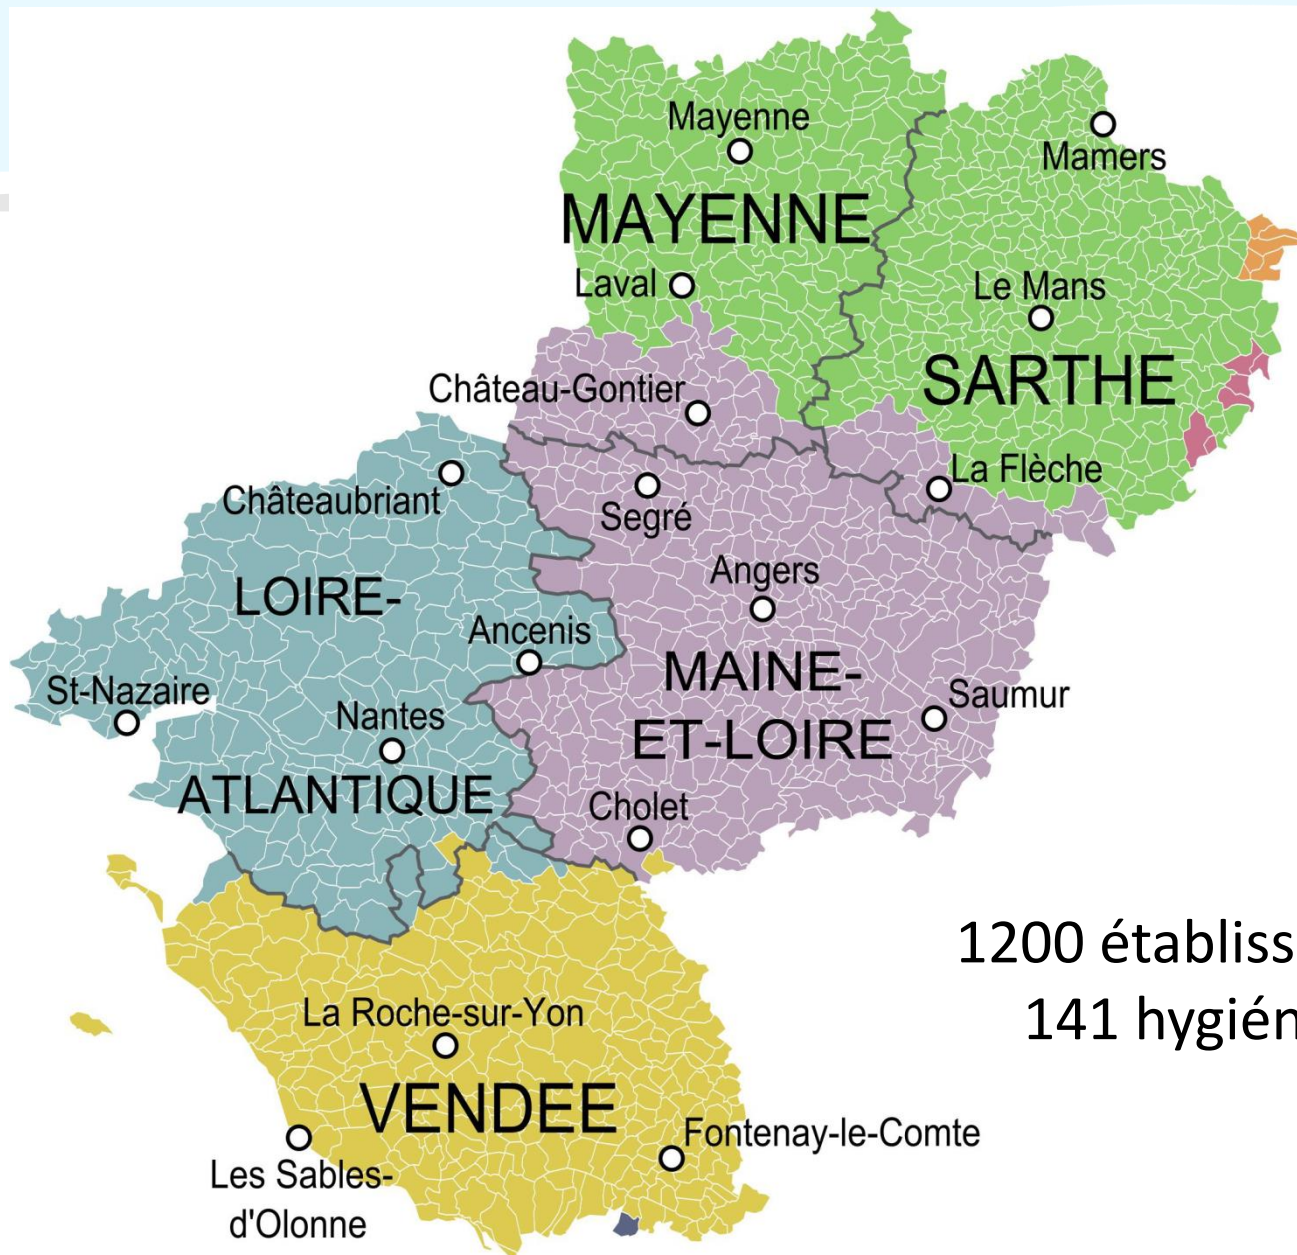 Mayenne
Mamers
MAYENNE
Laval
Le Mans
SARTHE
Château-Gontier
La Flèche
Châteaubriant
Segré
Angers
LOIRE-
Ancenis
MAINE-
St-Nazaire
Saumur
Nantes
ET-LOIRE
ATLANTIQUE
Cholet
1200 établiss
141 hygién
La Roche-sur-Yon
VENDEE
Fontenay-le-Comte
Les Sables-
d'Olonne